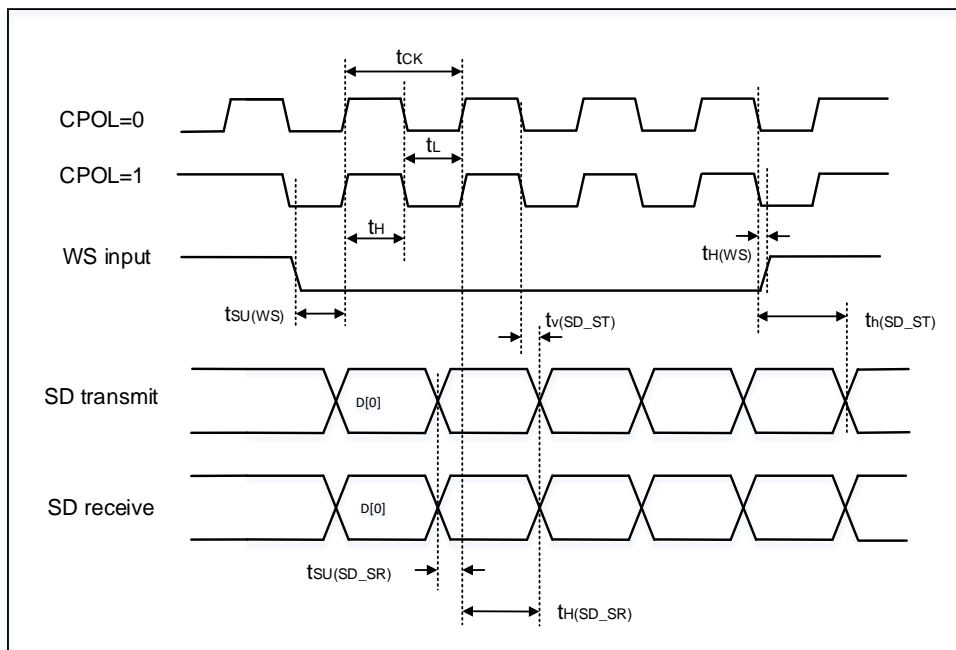 tCK
CPOL=0
tL
CPOL=1
tH
WS input
tH(WS)
tSU(WS)
tv(SD_ST)
th(SD_ST)
SD transmit
D[0]
SD receive
D[0]
tSU(SD_SR)
tH(SD_SR)